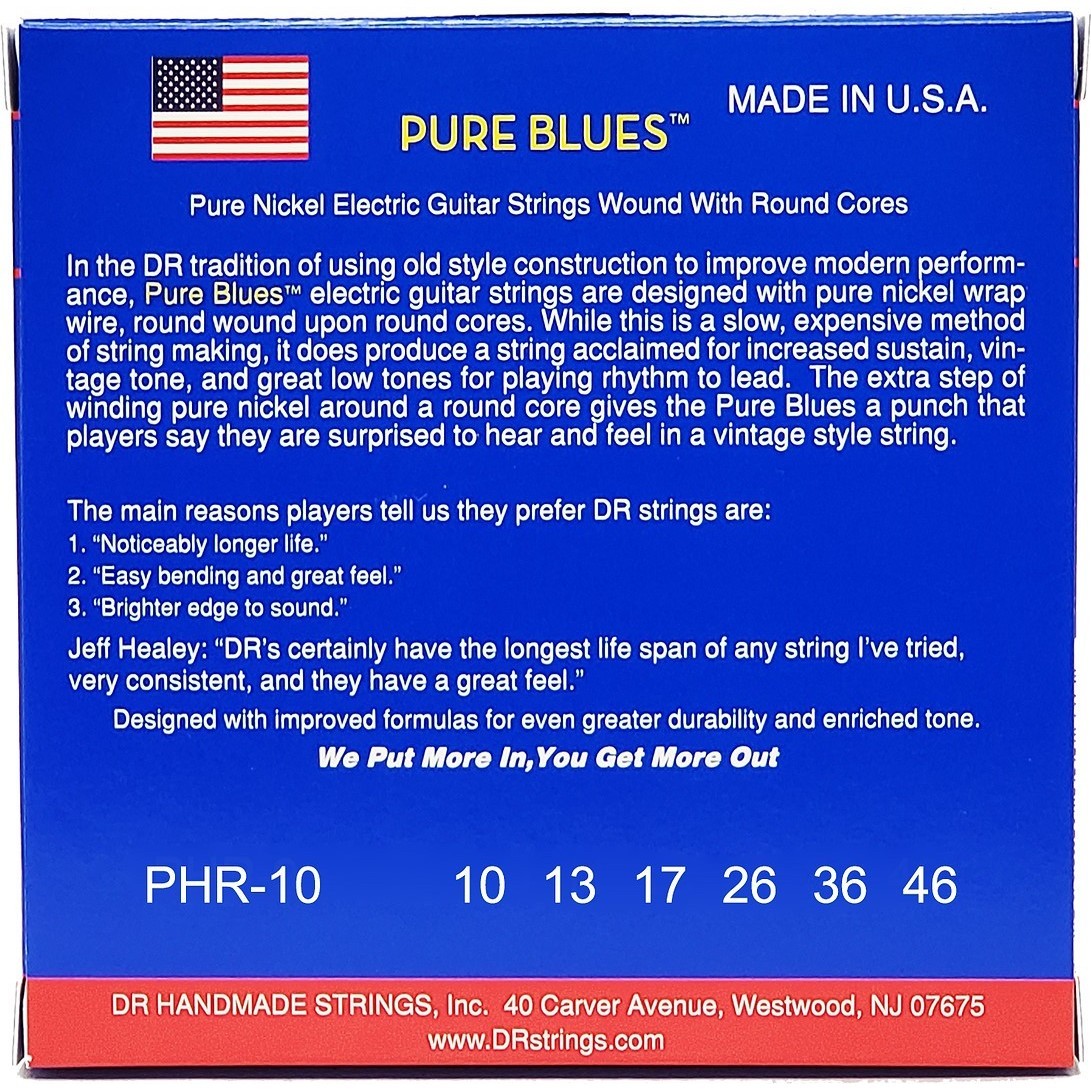 MADE IN U.S.A.
PURE BLUES™
Pure Nickel Electric Guitar Strings Wound With Round Cores
In the DR tradition of using old style construction to improve modern perform-
ance, Pure Blues™ electric guitar strings are designed with pure nickel wrap
wire, round wound upon round cores. While this is a slow, expensive method
of string making, it does produce a string acclaimed for increased sustain, vin-
tage tone, and great low tones for playing rhythm to lead. The extra step of
winding pure nickel around a round core gives the Pure Blues a punch that
players say they are surprised to hear and feel in a vintage style string.
The main reasons players tell us they prefer DR strings are:
1. “Noticeably longer life.”
2. “Easy bending and great feel.”
3. “Brighter edge to sound.”
Jeff Healey: “DR’s certainly have the longest life span of any string I’ve tried,
very consistent, and they have a great feel.”
Designed with improved formulas for even greater durability and enriched tone.
We Put More In,You Get More Out
PHR-10 10 13 17 26 36 46
DR HANDMADE STRINGS, Inc. 40 Carver Avenue, Westwood, NJ 07675
www.DRstrings.com